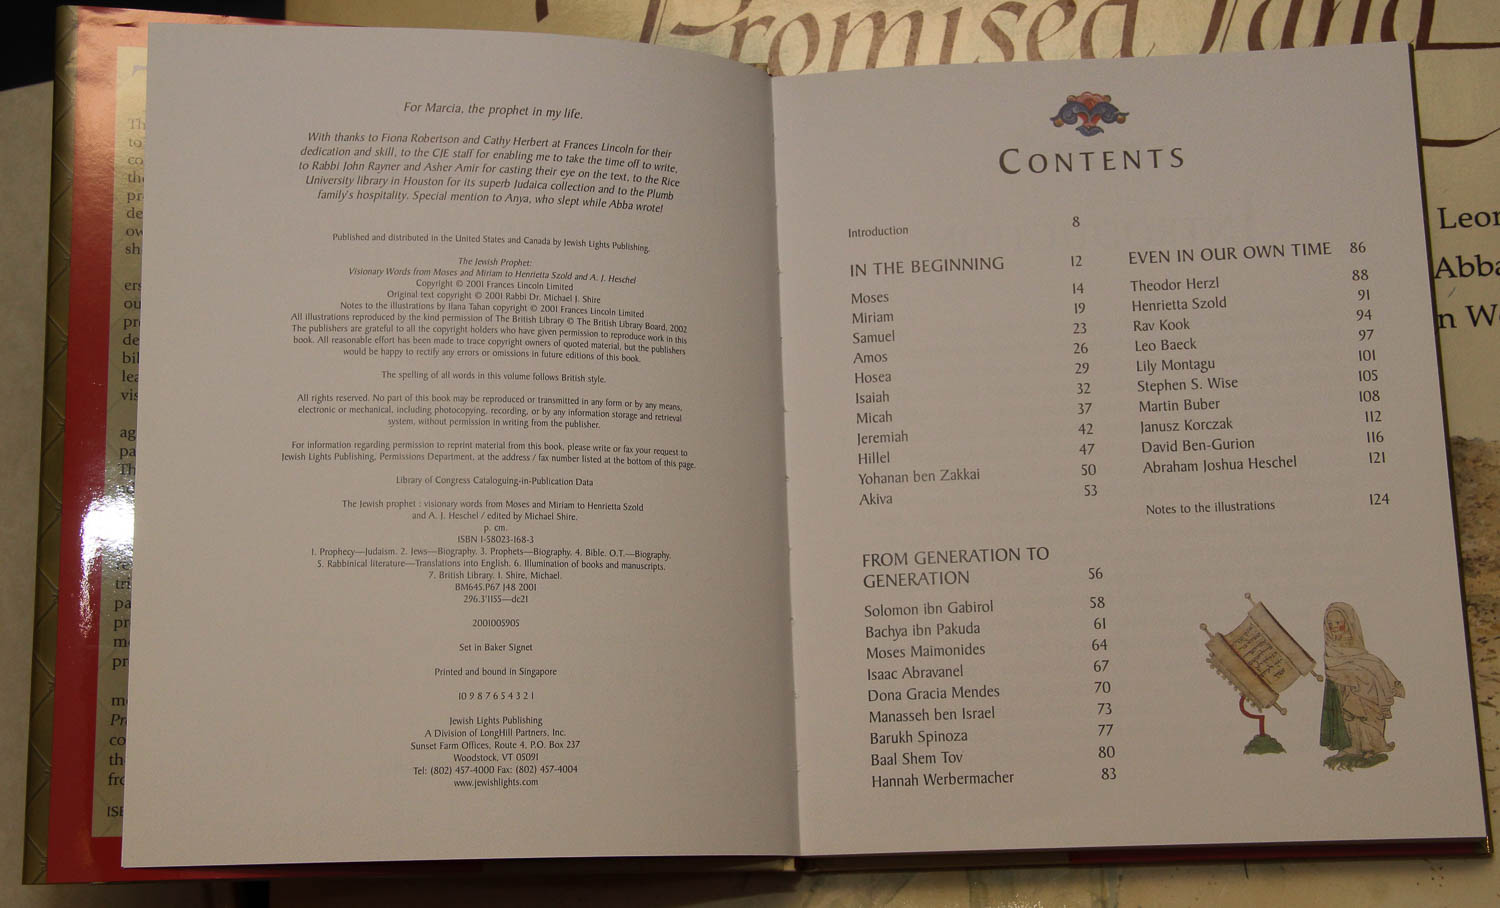 Promised Land
Leon
Abba
n We
For Marcia, the prophet in my life.
With thanks to Fiona Robertson and Cathy Herbert at Frances Lincoln for their
dedication and skill, to the CJE staff for enabling me to take the time off to write,
to Rabbi John Rayner and Asher Amir for casting their eye on the text, to the Rice
University library in Houston for its superb Judaica collection and to the Plumb
family's hospitality. Special mention to Anya, who slept while Abba wrote!
Published and distributed in the United States and Canada by Jewish Lights Publishing.
The Jewish Prophet:
Visionary Words from Moses and Miriam to Henrietta Szold and A. J. Heschel
Copyright © 2001 Frances Lincoln Limited
Original text copyright © 2001 Rabbi Dr. Michael J. Shire
Notes to the illustrations by Ilana Tahan copyright © 2001 Frances Lincoln Limited
All illustrations reproduced by the kind permission of The British Library © The British Library Board, 2002
The publishers are grateful to all the copyright holders who have given permission to reproduce work in this
book. All reasonable effort has been made to trace copyright owners of quoted material, but the publishers
would be happy to rectify any errors or omissions in future editions of this book.
The spelling of all words in this volume follows British style.
All rights reserved. No part of this book may be reproduced or transmitted in any form or by any means,
electronic or mechanical, including photocopying, recording, or by any information storage and retrieval
system, without permission in writing from the publisher.
For information regarding permission to reprint material from this book, please write or fax your request to
Jewish Lights Publishing, Permissions Department, at the address / fax number listed at the bottom of this page.
Library of Congress Cataloguing-in-Publication Data
The Jewish prophet : visionary words from Moses and Miriam to Henrietta Szold
and A. J. Heschel / edited by Michael Shire.
p. cm.
ISBN 1-58023-168-3
1. Prophecy—Judaism. 2. Jews—Biography. 3. Prophets—Biography. 4. Bible. O.T.—Biography.
5. Rabbinical literature—Translations into English. 6. Illumination of books and manuscripts.
7. British Library. I. Shire, Michael.
BM645.P67 J48 2001
296.3'1155—dc21
2001005905
Set in Baker Signet
Printed and bound in Singapore
10 9 8 7 6 5 4 3 2 1
Jewish Lights Publishing
A Division of LongHill Partners, Inc.
Sunset Farm Offices, Route 4, P.O. Box 237
Woodstock, VT 05091
Tel: (802) 457-4000 Fax: (802) 457-4004
www.jewishlights.com
CONTENTS
Introduction 8
IN THE BEGINNING 12
Moses 14
Miriam 19
Samuel 23
Amos 26
Hosea 29
Isaiah 32
Micah 37
Jeremiah 42
Hillel 47
Yohanan ben Zakkai 50
Akiva 53
FROM GENERATION TO
GENERATION 56
Solomon ibn Gabirol 58
Bachya ibn Pakuda 61
Moses Maimonides 64
Isaac Abravanel 67
Dona Gracia Mendes 70
Manasseh ben Israel 73
Barukh Spinoza 77
Baal Shem Tov 80
Hannah Werbermacher 83
EVEN IN OUR OWN TIME 86
Theodor Herzl 88
Henrietta Szold 91
Rav Kook 94
Leo Baeck 97
Lily Montagu 101
Stephen S. Wise 105
Martin Buber 108
Janusz Korczak 112
David Ben-Gurion 116
Abraham Joshua Heschel 121
Notes to the illustrations 124